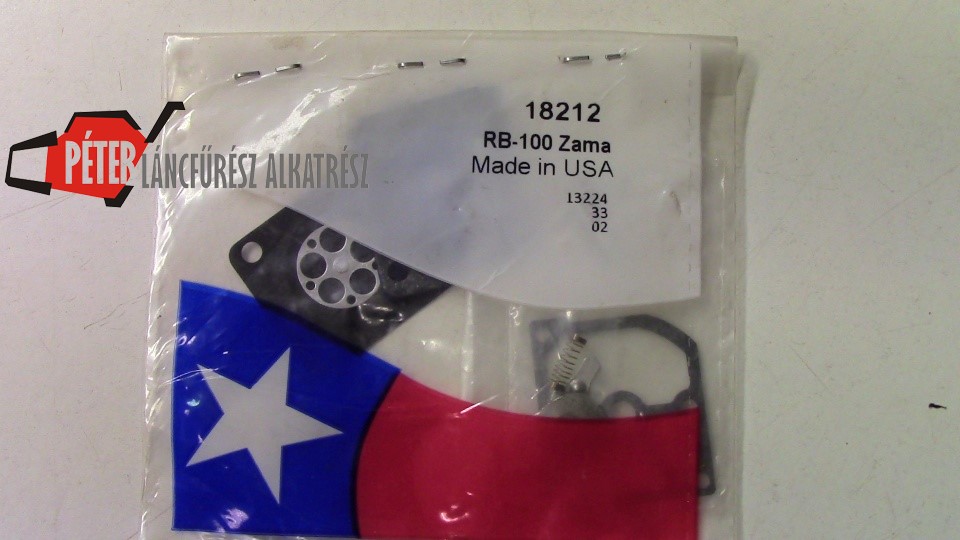 18212
RB-100 Zama
Made in USA
13224
33
02
PÉTER LÁNCFŰRÉSZ ALKATRÉSZ